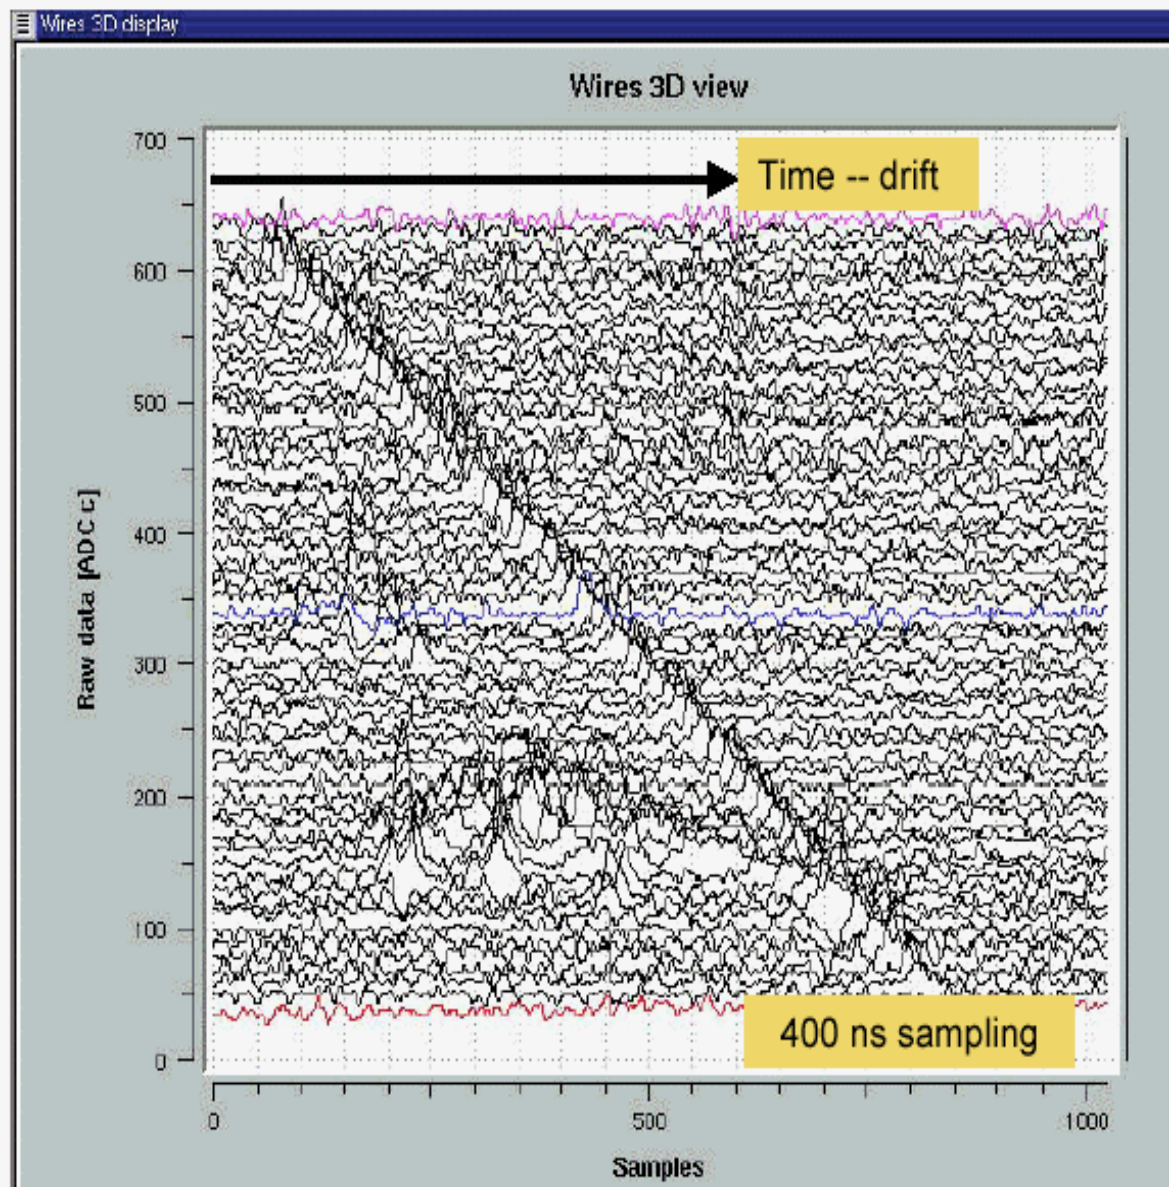 Wires 3D display
Wires 3D view
700
Time -- drift
600
500
400
Raw data [ADC c]
300
200
100
400 ns sampling
0
0 500 1000
Samples